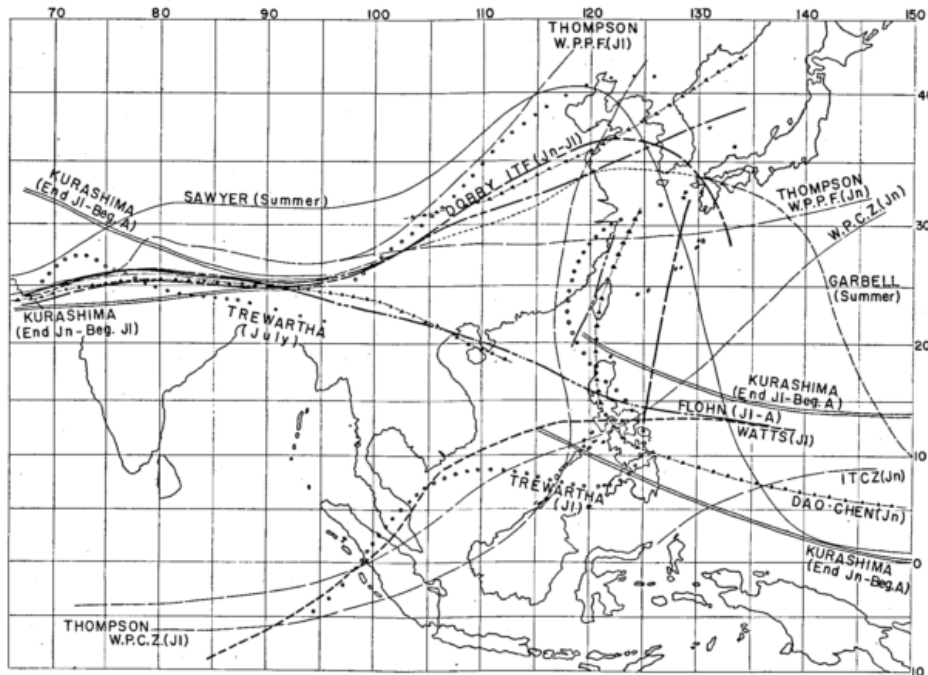 70 80 90 100 110 120 130 140 150
THOMPSON
W.P.P.F.(Jl)
40
KURASHIMA
(End Jl-Beg.A)
SAWYER (Summer)
DOBBY ITF (Jn-Jl)
THOMPSON
W.P.P.F.(Jn)
W.P.C.Z.(Jn)
30
GARBELL
(Summer)
KURASHIMA
(End Jn-Beg. Jl)
TREWARTHA
(July)
20
KURASHIMA
(End Jl-Beg.A)
FLOHN (Jl-A)
WATTS(Jl)
10
TREWARTHA
(Jl)
ITCZ(Jn)
DAO-CHEN(Jn)
0
KURASHIMA
(End Jn-Beg.A)
THOMPSON
W.P.C.Z.(Jl)
10